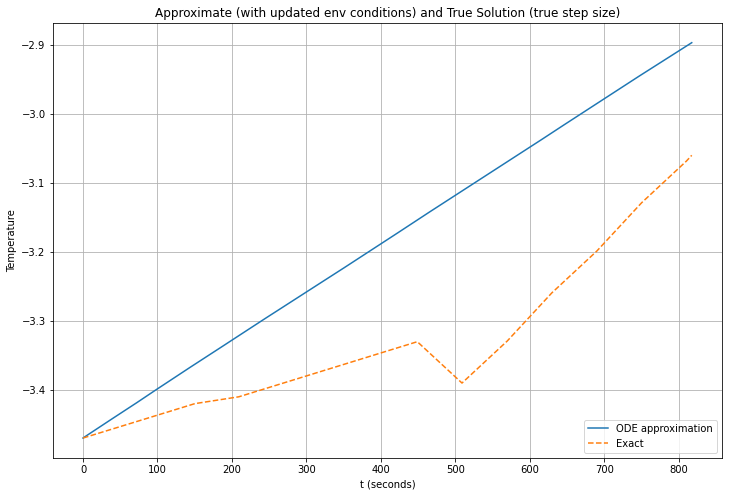 Approximate (with updated env conditions) and True Solution (true step size)
Temperature
−2.9
−3.0
−3.1
−3.2
−3.3
−3.4
0 100 200 300 400 500 600 700 800
t (seconds)
ODE approximation
Exact